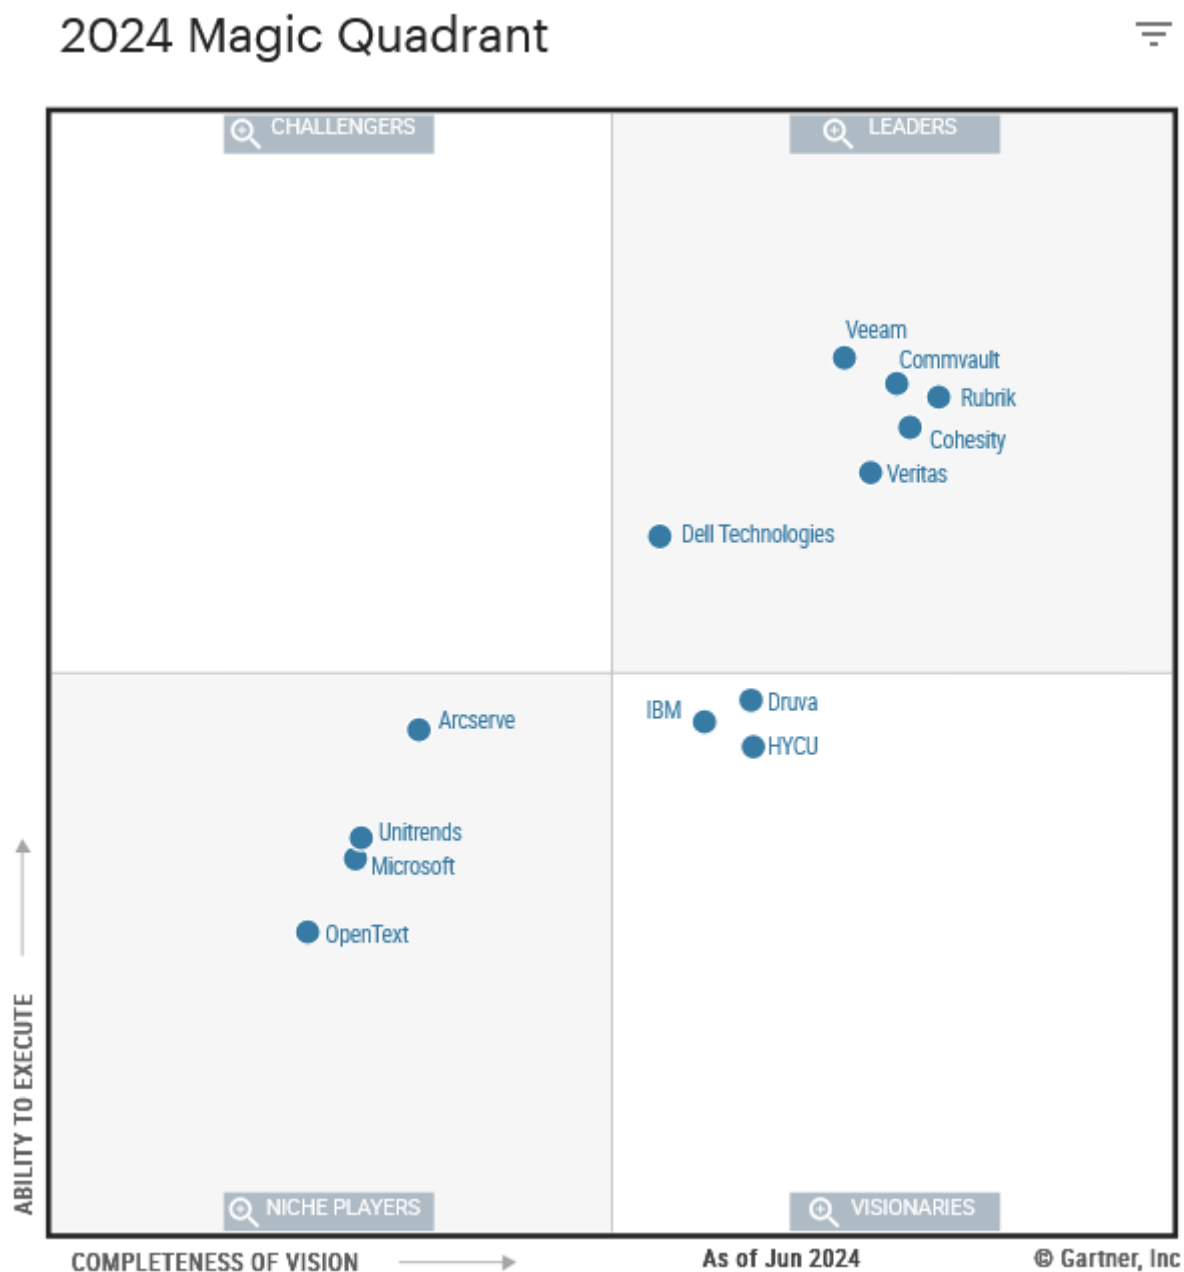 2024 Magic Quadrant
CHALLENGERS
LEADERS
Veeam
Commvault
Rubrik
Cohesity
Veritas
Dell Technologies
IBM
Druva
HYCU
Arcserve
Unitrends
Microsoft
OpenText
ABILITY TO EXECUTE
NICHE PLAYERS
VISIONARIES
COMPLETENESS OF VISION
As of Jun 2024
© Gartner, Inc